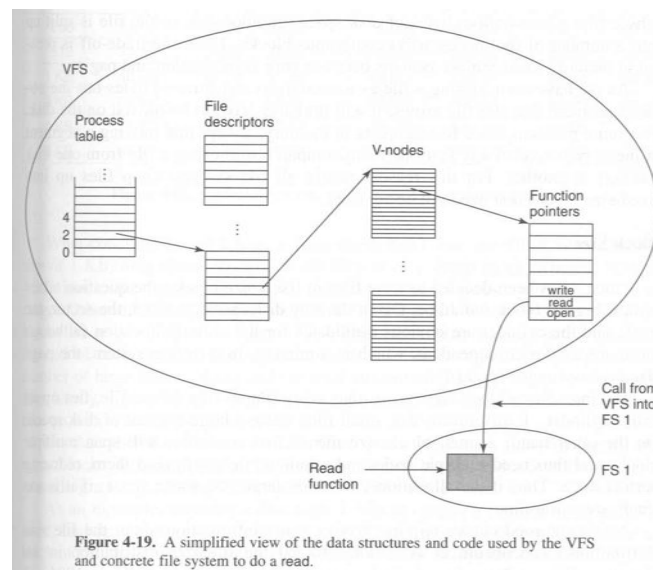 VFS
Process
table
File
descriptors
V-nodes
Function
pointers
4
2
0
write
read
open
Call from
VFS into
FS 1
Read
function
FS 1
Figure 4-19. A simplified view of the data structures and code used by the VFS
and concrete file system to do a read.